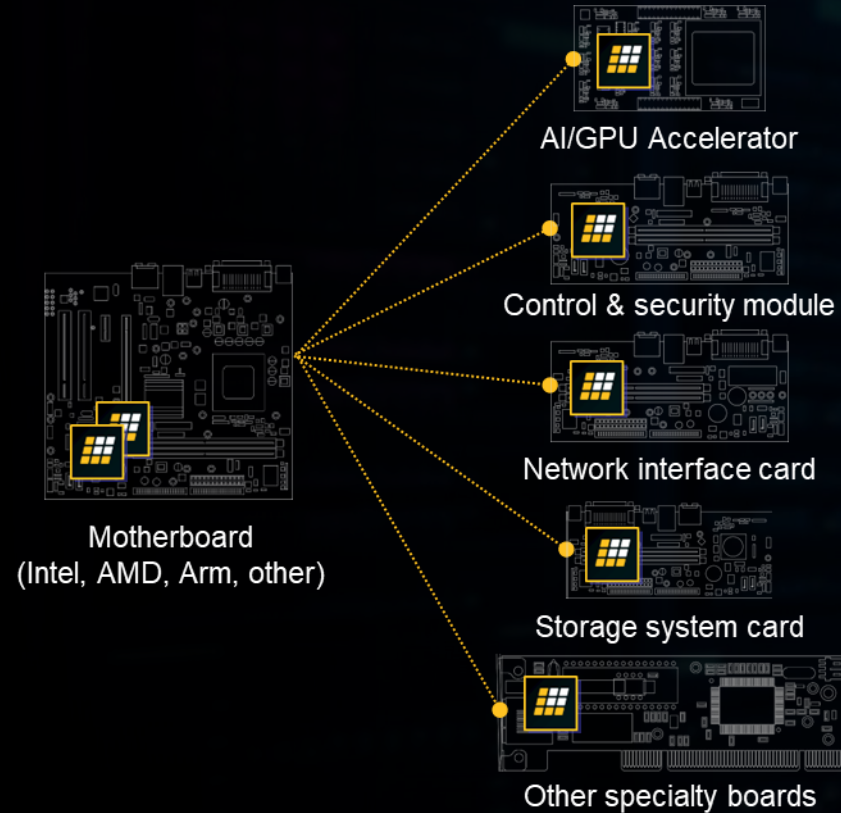 AI/GPU Accelerator
Control & security module
Network interface card
Motherboard
(Intel, AMD, Arm, other)
Storage system card
Other specialty boards